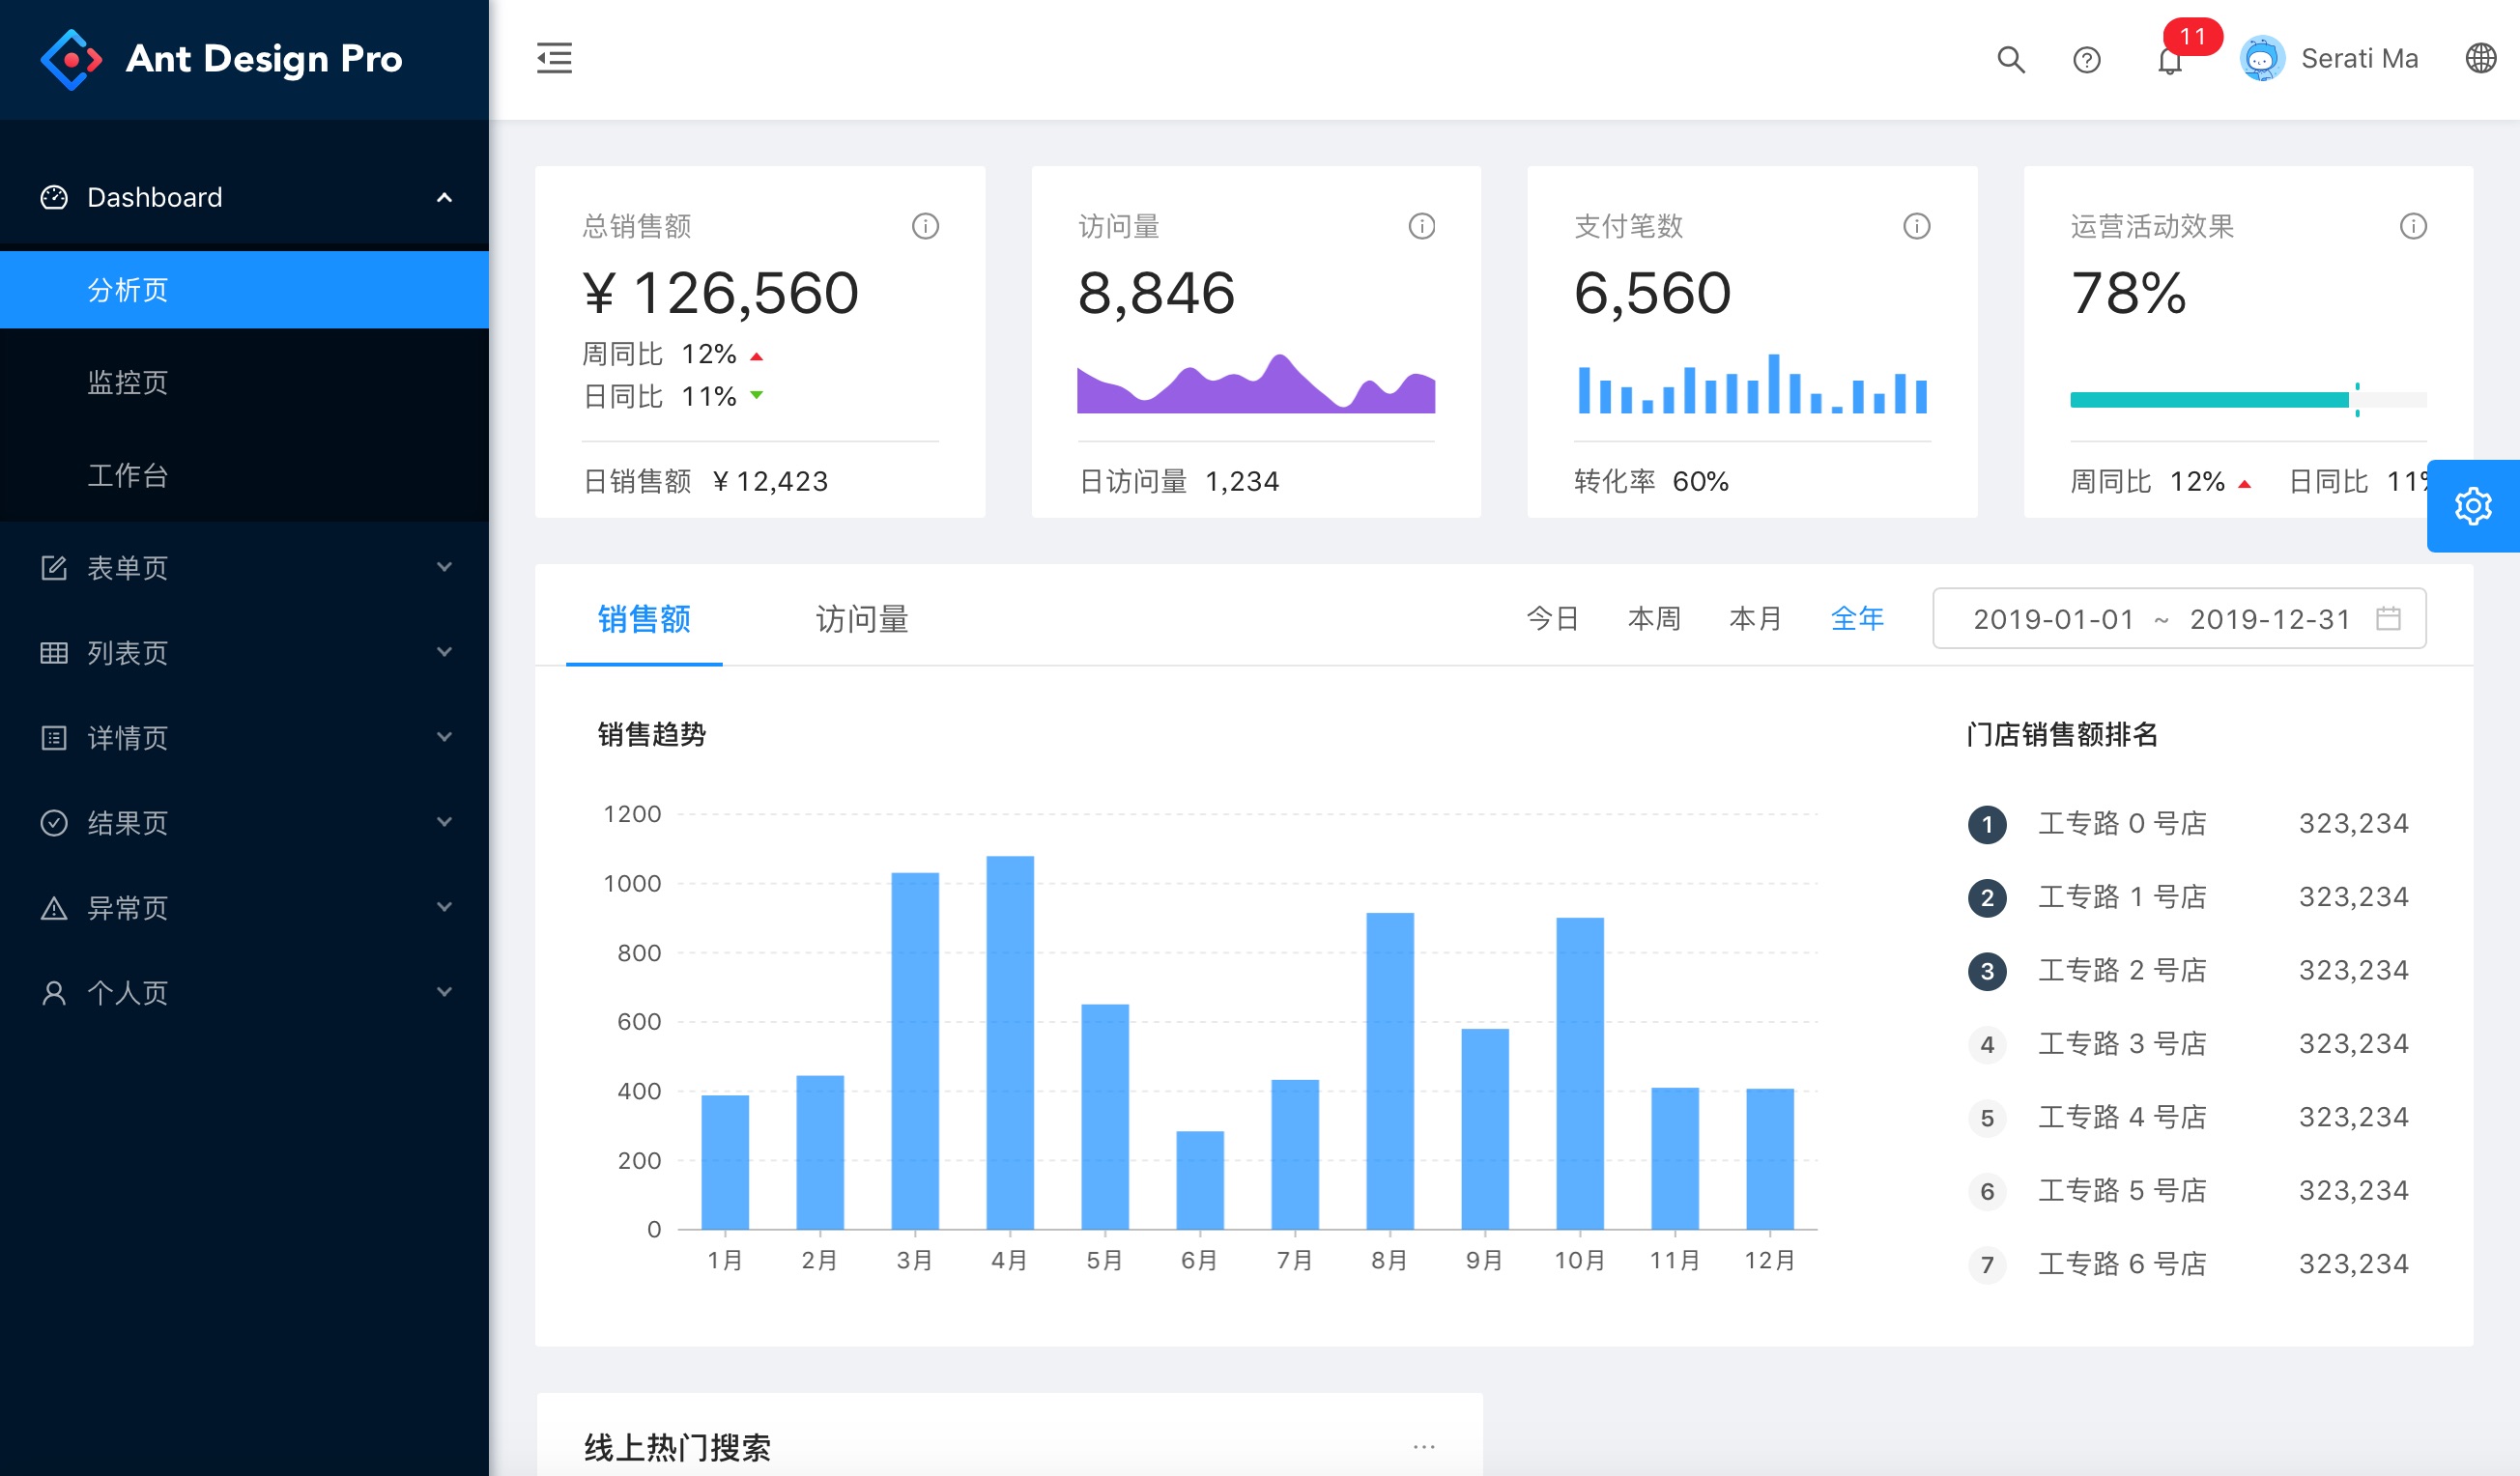 Ant Design Pro
11
Serati Ma
Dashboard
分析页
监控页
工作台
表单页
列表页
详情页
结果页
异常页
个人页
总销售额
¥ 126,560
周同比 12%
日同比 11%
日销售额 ¥ 12,423
访问量
8,846
日访问量 1,234
支付笔数
6,560
转化率 60%
运营活动效果
78%
周同比 12% 日同比 11%
销售额 访问量
今日 本周 本月 全年 2019-01-01 ~ 2019-12-31
销售趋势
1200
1000
800
600
400
200
0
1月 2月 3月 4月 5月 6月 7月 8月 9月 10月 11月 12月
门店销售额排名
1 工专路 0 号店 323,234
2 工专路 1 号店 323,234
3 工专路 2 号店 323,234
4 工专路 3 号店 323,234
5 工专路 4 号店 323,234
6 工专路 5 号店 323,234
7 工专路 6 号店 323,234
线上热门搜索